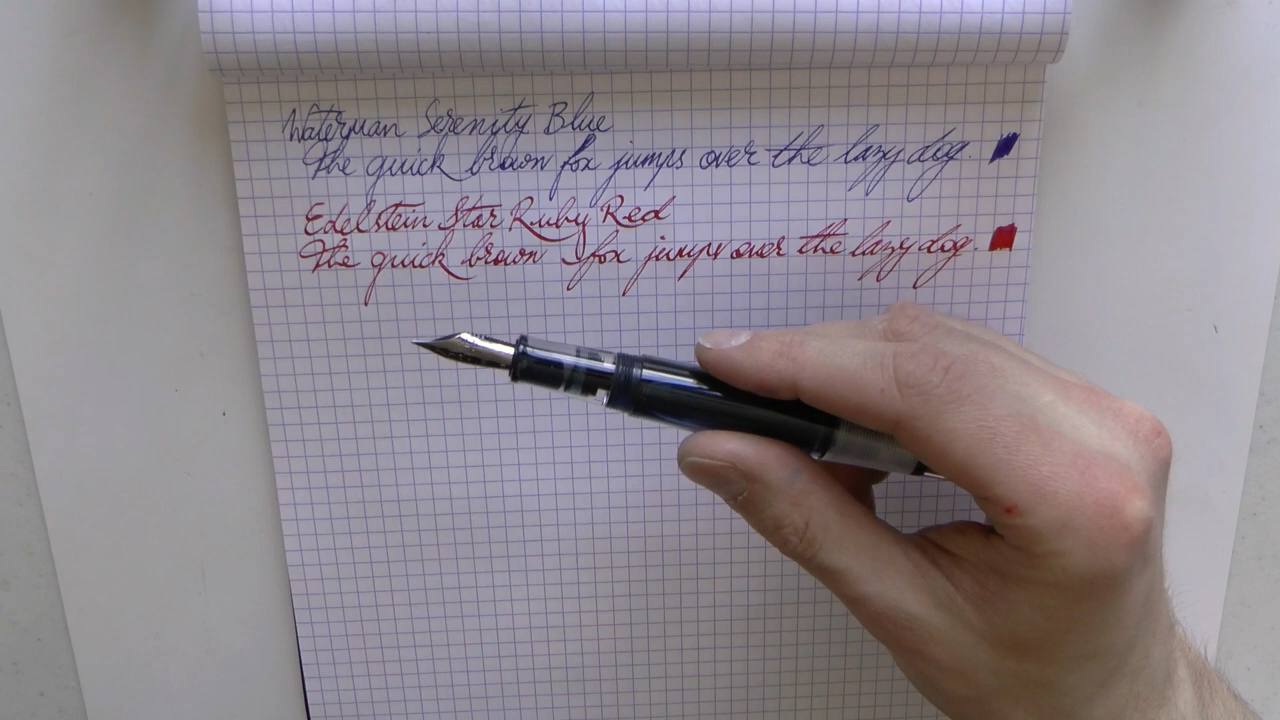 Waterman Serenity Blue
The quick brown fox jumps over the lazy dog.
Edelstein Star Ruby Red
The quick brown fox jumps over the lazy dog.